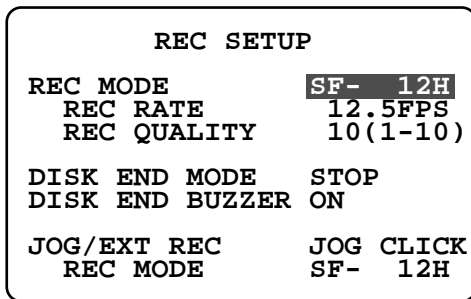 REC SETUP
REC MODE SF- 12H
REC RATE 12.5FPS
REC QUALITY 10(1-10)
DISK END MODE STOP
DISK END BUZZER ON
JOG/EXT REC JOG CLICK
REC MODE SF- 12H